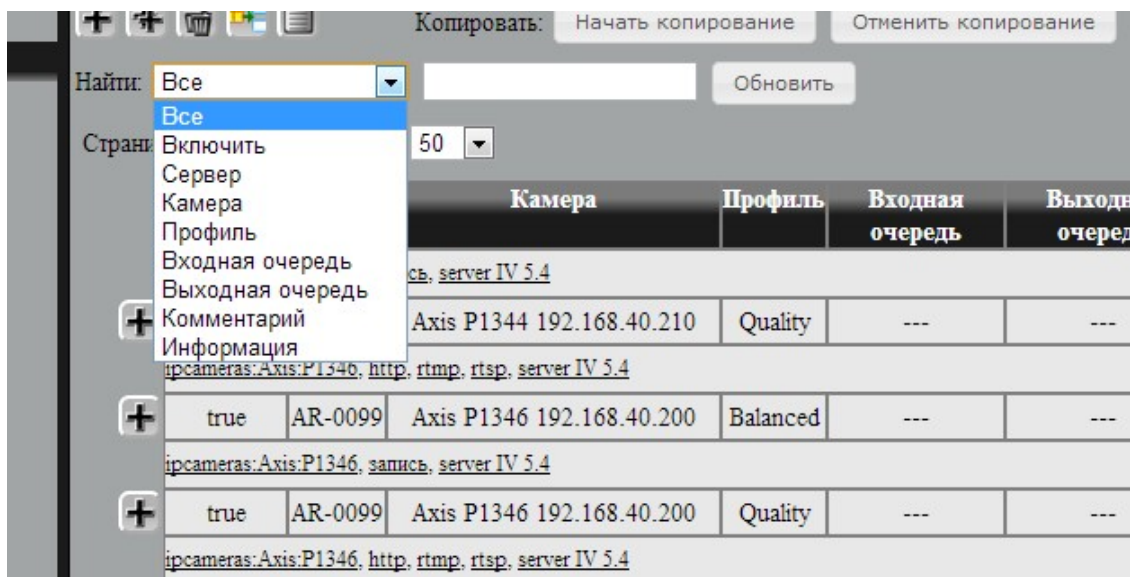 Копировать: Начать копирование Отменить копирование
Найти: Все Обновить
Все
Включить
Сервер
Камера
Профиль
Входная очередь
Выходная очередь
Комментарий
Информация
50
Камера Профиль Входная очередь
server IV 5.4
Axis P1344 192.168.40.210 Quality --- ---
ipcameras:Axis:P1346, http, rtmp, rtsp, server IV 5.4
true AR-0099 Axis P1346 192.168.40.200 Balanced --- ---
ipcameras:Axis:P1346, запись, server IV 5.4
true AR-0099 Axis P1346 192.168.40.200 Quality --- ---
ipcameras:Axis:P1346, http, rtmp, rtsp, server IV 5.4